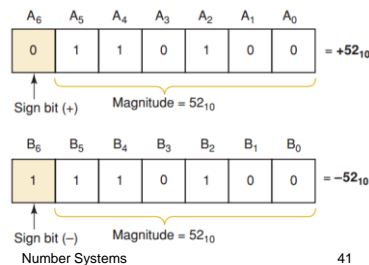 A6 A5 A4 A3 A2 A1 A0
0 1 1 0 1 0 0 = +52₁₀
Sign bit (+) Magnitude = 52₁₀
B6 B5 B4 B3 B2 B1 B0
1 1 1 0 1 0 0 = –52₁₀
Sign bit (–) Magnitude = 52₁₀
Number Systems 41